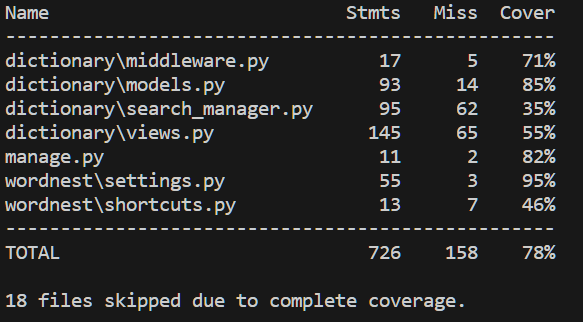 Name                               Stmts   Miss  Cover
------------------------------------------------------
dictionary\middleware.py              17      5    71%
dictionary\models.py                  93     14    85%
dictionary\search_manager.py          95     62    35%
dictionary\views.py                  145     65    55%
manage.py                             11      2    82%
wordnest\settings.py                  55      3    95%
wordnest\shortcuts.py                 13      7    46%
------------------------------------------------------
TOTAL                                726    158    78%

18 files skipped due to complete coverage.